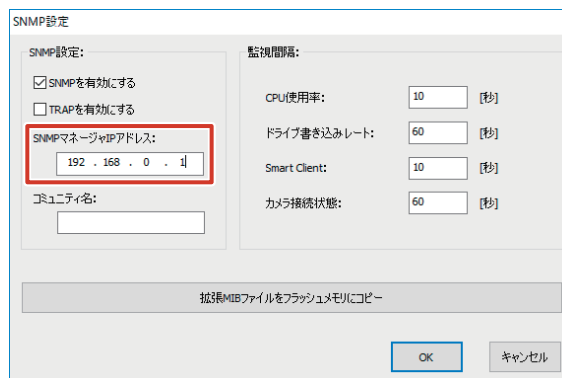 SNMP設定
SNMP設定:
SNMPを有効にする
TRAPを有効にする
SNMPマネージャIPアドレス:
192 . 168 . 0 . 1
コミュニティ名:
監視間隔:
CPU使用率: 10 [秒]
ドライブ書き込みレート: 60 [秒]
Smart Client: 10 [秒]
カメラ接続状態: 60 [秒]
拡張MIBファイルをフラッシュメモリにコピー
OK キャンセル